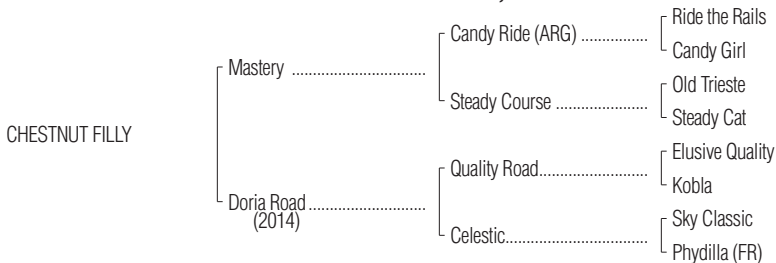 CHESTNUT FILLY
Mastery ................................
Doria Road ............................
(2014)
Candy Ride (ARG) ................
Steady Course ......................
Quality Road..........................
Celestic..................................
Ride the Rails
Candy Girl
Old Trieste
Steady Cat
Elusive Quality
Kobla
Sky Classic
Phydilla (FR)